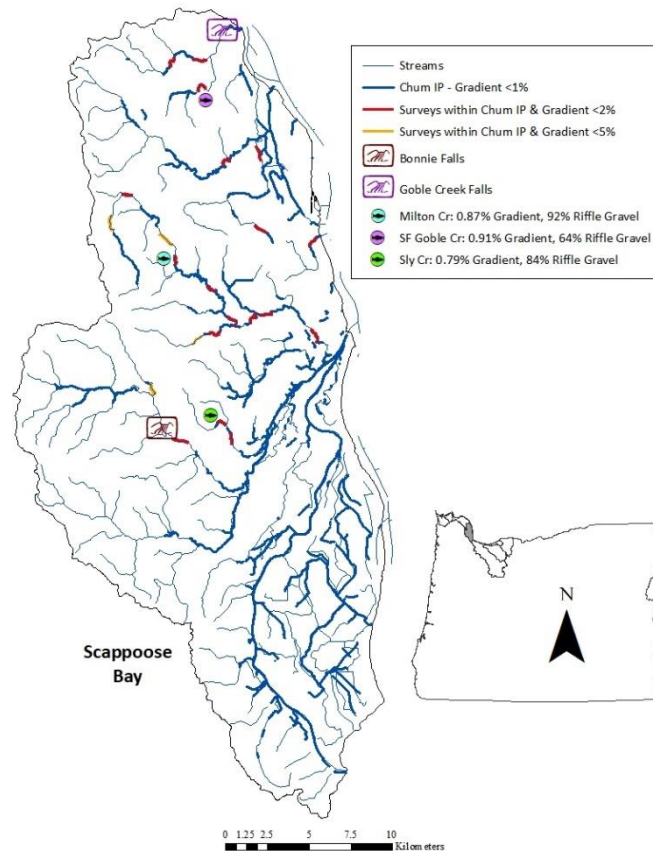 Streams
Chum IP - Gradient <1%
Surveys within Chum IP & Gradient <2%
Surveys within Chum IP & Gradient <5%
Bonnie Falls
Goble Creek Falls
Milton Cr: 0.87% Gradient, 92% Riffle Gravel
SF Goble Cr: 0.91% Gradient, 64% Riffle Gravel
Sly Cr: 0.79% Gradient, 84% Riffle Gravel
N
Scappoose
Bay
0 1.25 2.5 5 7.5 10
Kilometers